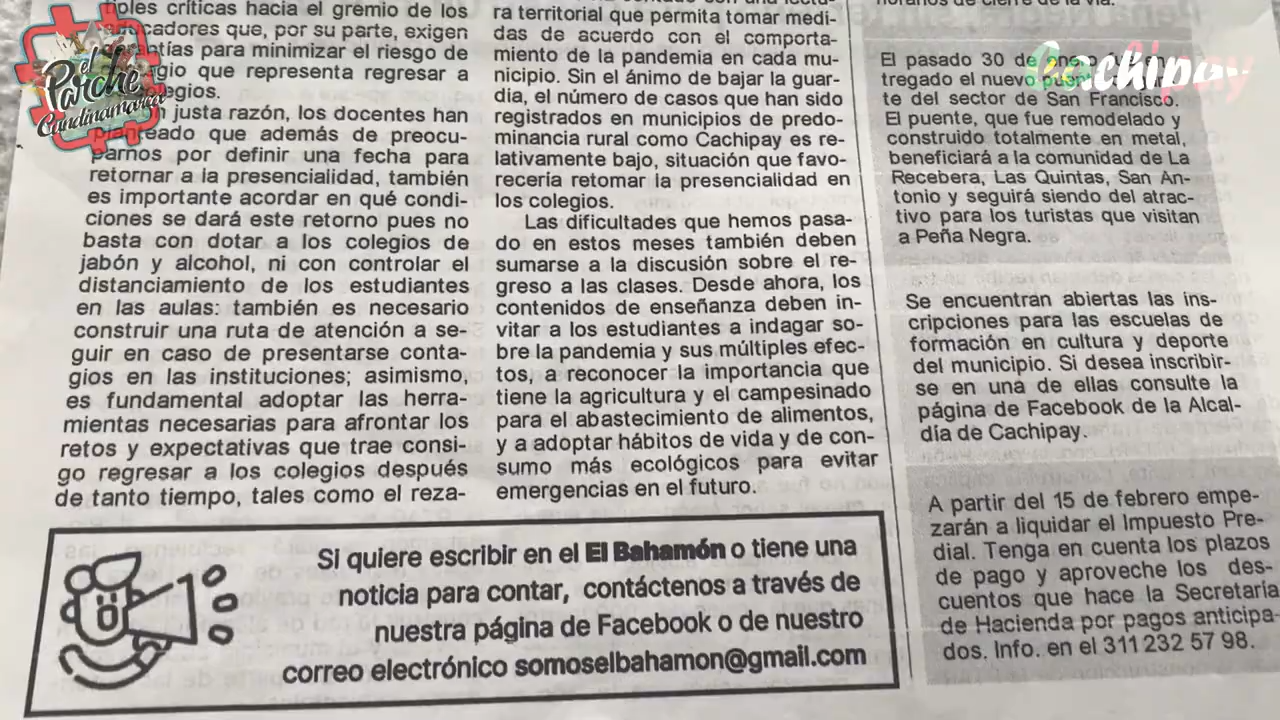 el
Parche
Cundinamarca
Cachipay
críticas hacia el gremio de los
que, por su parte, exigen
para minimizar el riesgo de
que representa regresar a
justa razón, los docentes han
que además de preocu-
parnos por definir una fecha para
retornar a la presencialidad, también
es importante acordar en qué condi-
ciones se dará este retorno pues no
basta con dotar a los colegios de
jabón y alcohol, ni con controlar el
distanciamiento de los estudiantes
en las aulas: también es necesario
construir una ruta de atención a se-
guir en caso de presentarse conta-
gios en las instituciones; asimismo,
es fundamental adoptar las herra-
mientas necesarias para afrontar los
retos y expectativas que trae consi-
go regresar a los colegios después
de tanto tiempo, tales como el reza-
ra territorial que permita tomar medi-
das de acuerdo con el comporta-
miento de la pandemia en cada mu-
nicipio. Sin el ánimo de bajar la guar-
dia, el número de casos que han sido
registrados en municipios de predo-
minancia rural como Cachipay es re-
lativamente bajo, situación que favo-
recería retomar la presencialidad en
los colegios.
Las dificultades que hemos pasa-
do en estos meses también deben
sumarse a la discusión sobre el re-
greso a las clases. Desde ahora, los
contenidos de enseñanza deben in-
vitar a los estudiantes a indagar so-
bre la pandemia y sus múltiples efec-
tos, a reconocer la importancia que
tiene la agricultura y el campesinado
para el abastecimiento de alimentos,
y a adoptar hábitos de vida y de con-
sumo más ecológicos para evitar
emergencias en el futuro.
de cierre de la vía.
El pasado 30 de
tregado el nuevo
te del sector de San Francisco.
El puente, que fue remodelado y
construido totalmente en metal,
beneficiará a la comunidad de La
Recebera, Las Quintas, San An-
tonio y seguirá siendo del atrac-
tivo para los turistas que visitan
a Peña Negra.
Se encuentran abiertas las ins-
cripciones para las escuelas de
formación en cultura y deporte
del municipio. Si desea inscribir-
se en una de ellas consulte la
página de Facebook de la Alcal-
día de Cachipay.
A partir del 15 de febrero empe-
zarán a liquidar el Impuesto Pre-
dial. Tenga en cuenta los plazos
de pago y aproveche los des-
cuentos que hace la Secretaría
de Hacienda por pagos anticipa-
dos. Info. en el 311 232 57 98.
Si quiere escribir en el El Bahamón o tiene una
noticia para contar, contáctenos a través de
nuestra página de Facebook o de nuestro
correo electrónico somoselbahamon@gmail.com